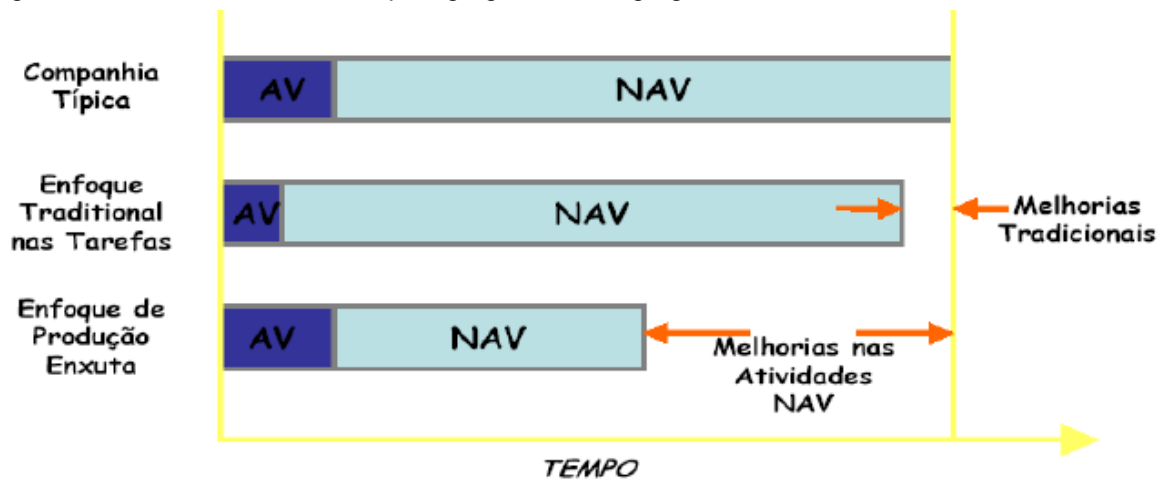 Companhia
Típica
AV
NAV
Enfoque
Traditional
nas Tarefas
AV
NAV
Melhorias
Tradicionais
Enfoque de
Produção
Enxuta
AV
NAV
Melhorias nas
Atividades
NAV
TEMPO